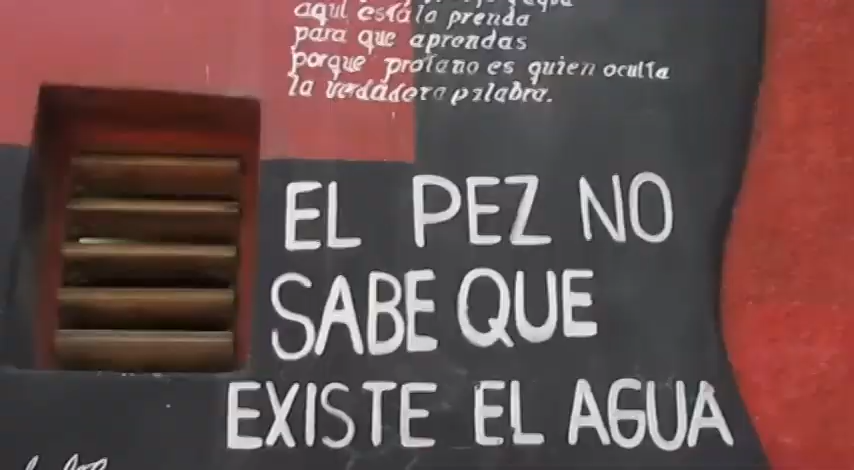 aquí está la prenda
para que aprendas
porque profano es quien oculta
la verdadera palabra.
EL PEZ NO
SABE QUE
EXISTE EL AGUA